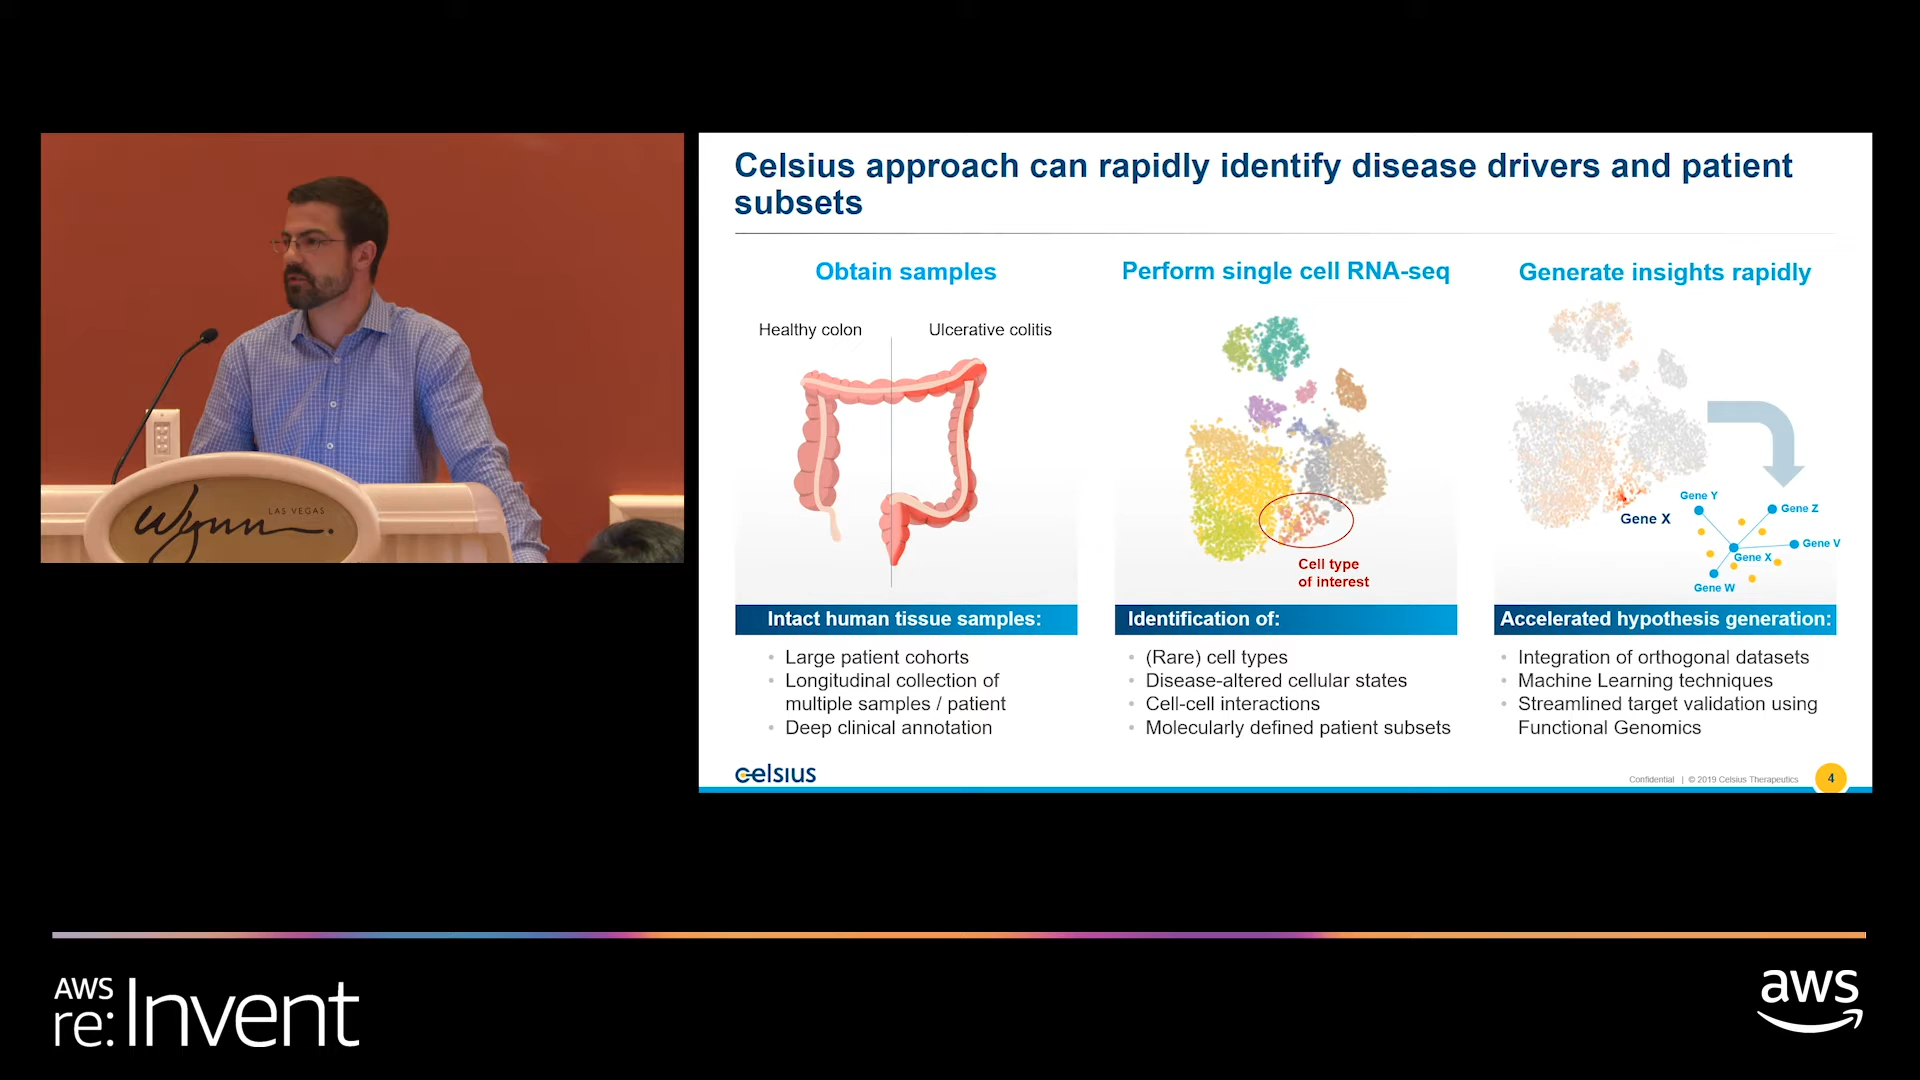 Wynn
LAS VEGAS
Celsius approach can rapidly identify disease drivers and patient
subsets
Obtain samples
Healthy colon
Ulcerative colitis
Intact human tissue samples:
• Large patient cohorts
• Longitudinal collection of
multiple samples / patient
• Deep clinical annotation
Perform single cell RNA-seq
Cell type
of interest
Identification of:
• (Rare) cell types
• Disease-altered cellular states
• Cell-cell interactions
• Molecularly defined patient subsets
Generate insights rapidly
Gene X
Gene Y
Gene Z
Gene V
Gene X
Gene W
Accelerated hypothesis generation:
• Integration of orthogonal datasets
• Machine Learning techniques
• Streamlined target validation using
Functional Genomics
celsius
Confidential | © 2019 Celsius Therapeutics
4
AWS
re:Invent
aws